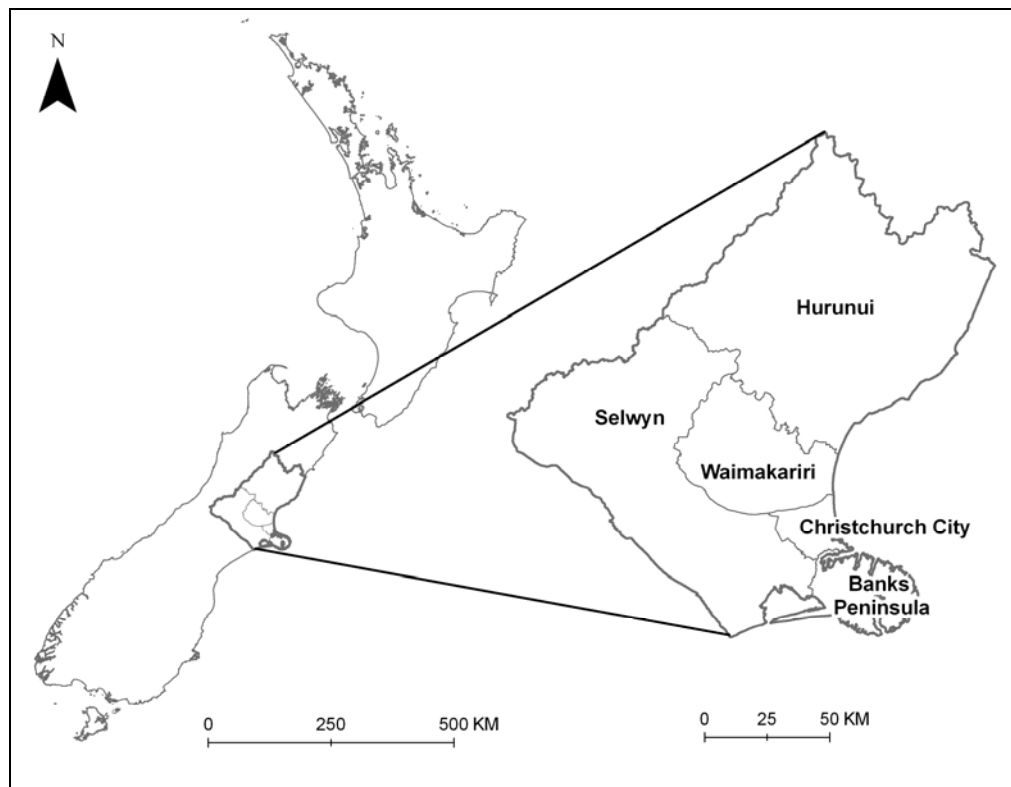 N
Hurunui
Selwyn
Waimakariri
Christchurch City
Banks
Peninsula
0 250 500 KM
0 25 50 KM